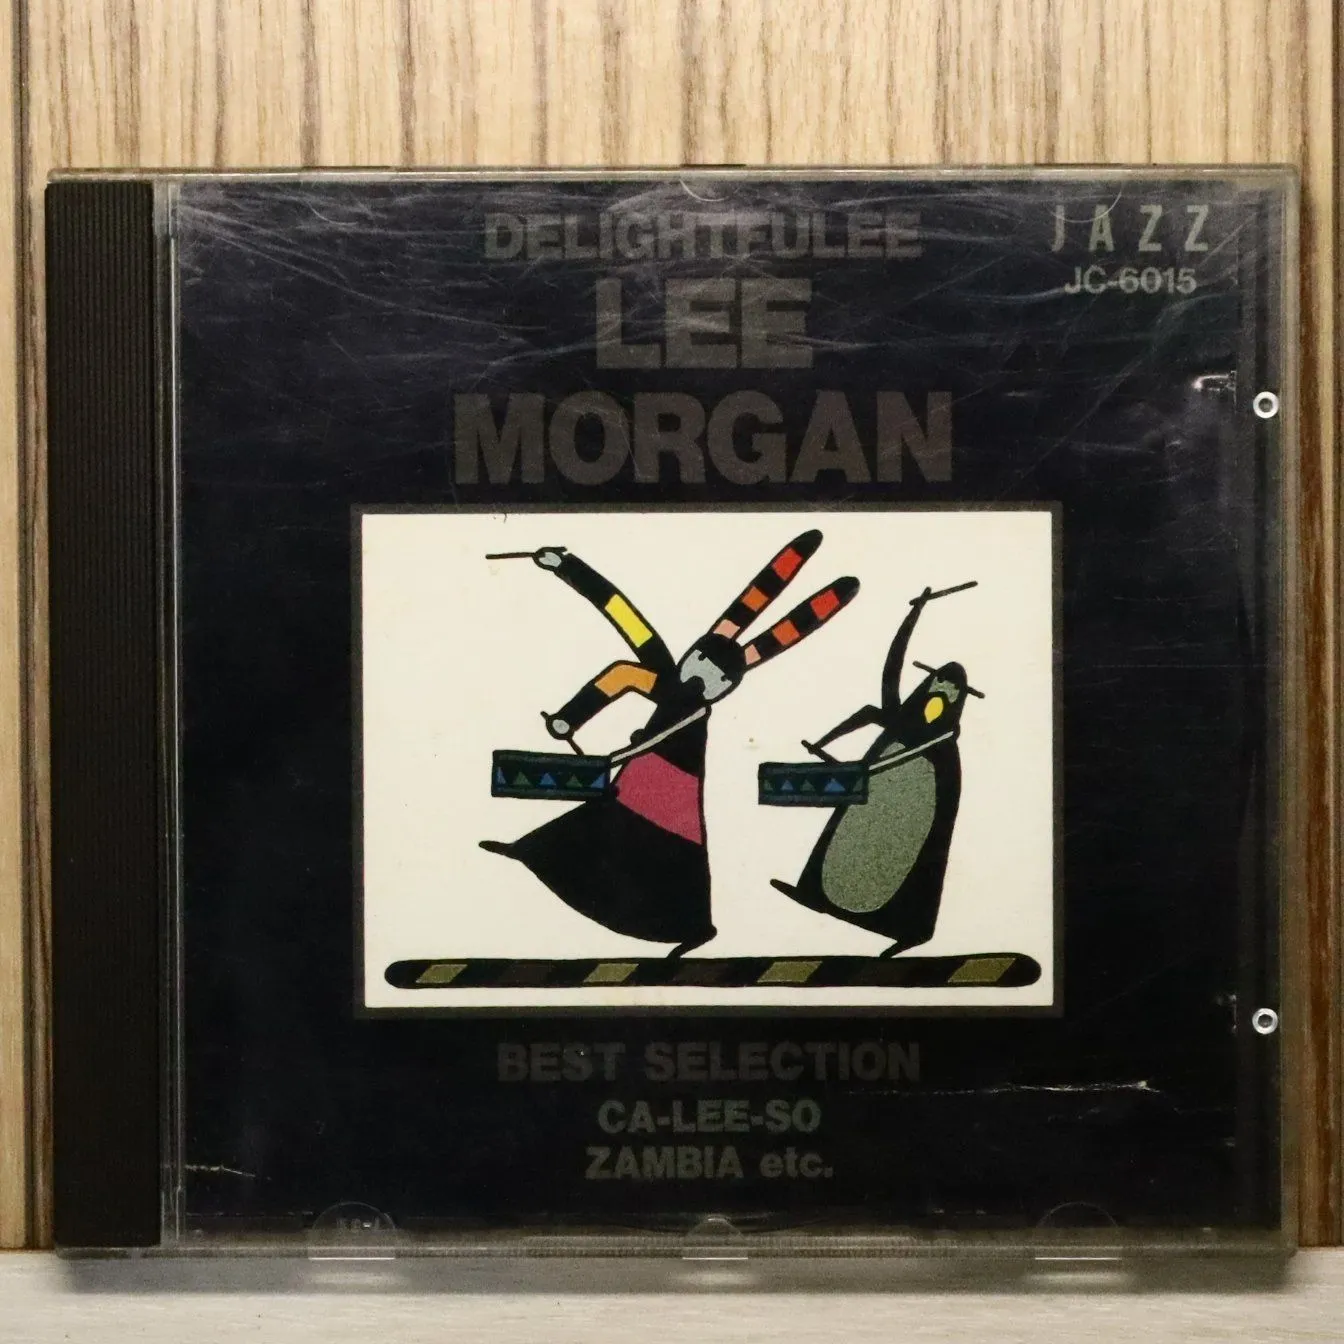 DELIGHTFULEE
LEE
MORGAN
JAZZ
JC-6015
BEST SELECTION
CA-LEE-SO
ZAMBIA etc.